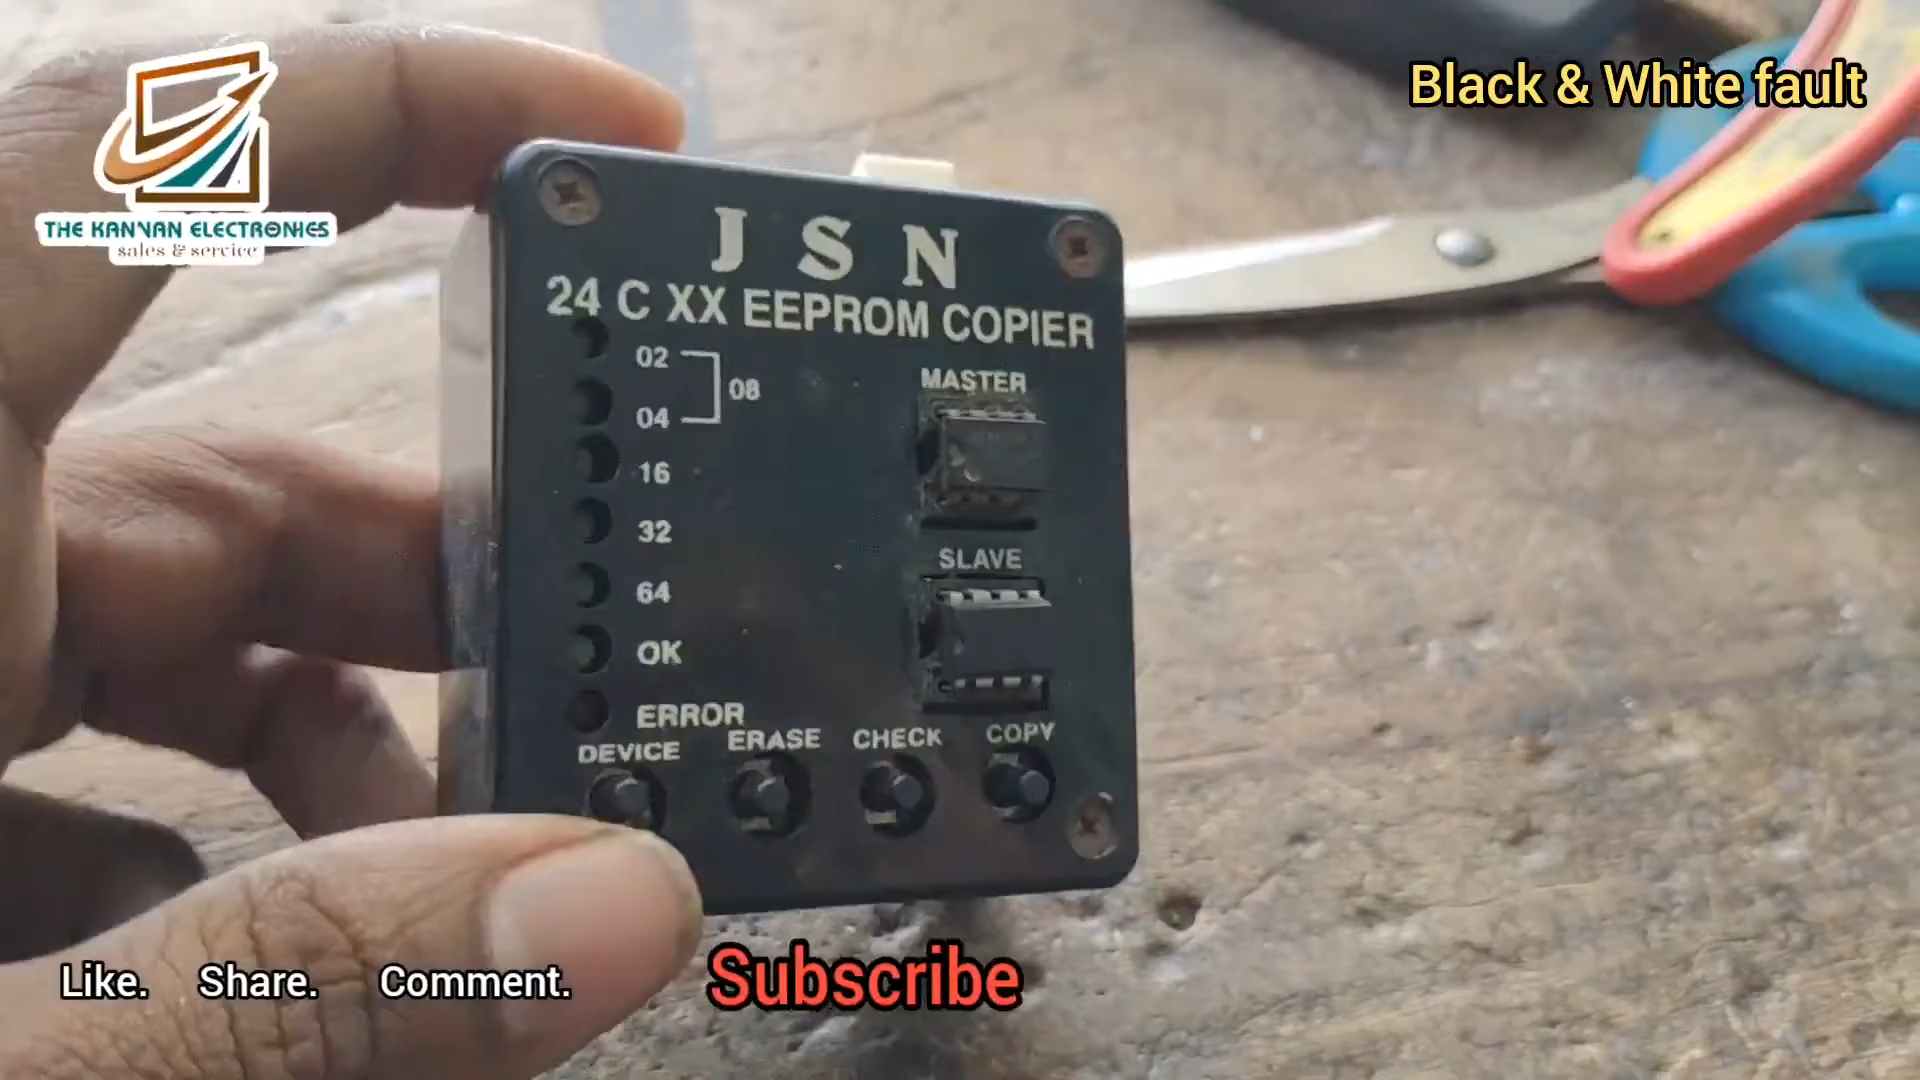 Black & White fault
THE KANNAN ELECTRONICS
sales & service
J S N
24 C XX EEPROM COPIER
02
08
04
16
32
64
OK
ERROR
MASTER
SLAVE
DEVICE ERASE CHECK COPY
Like. Share. Comment. Subscribe